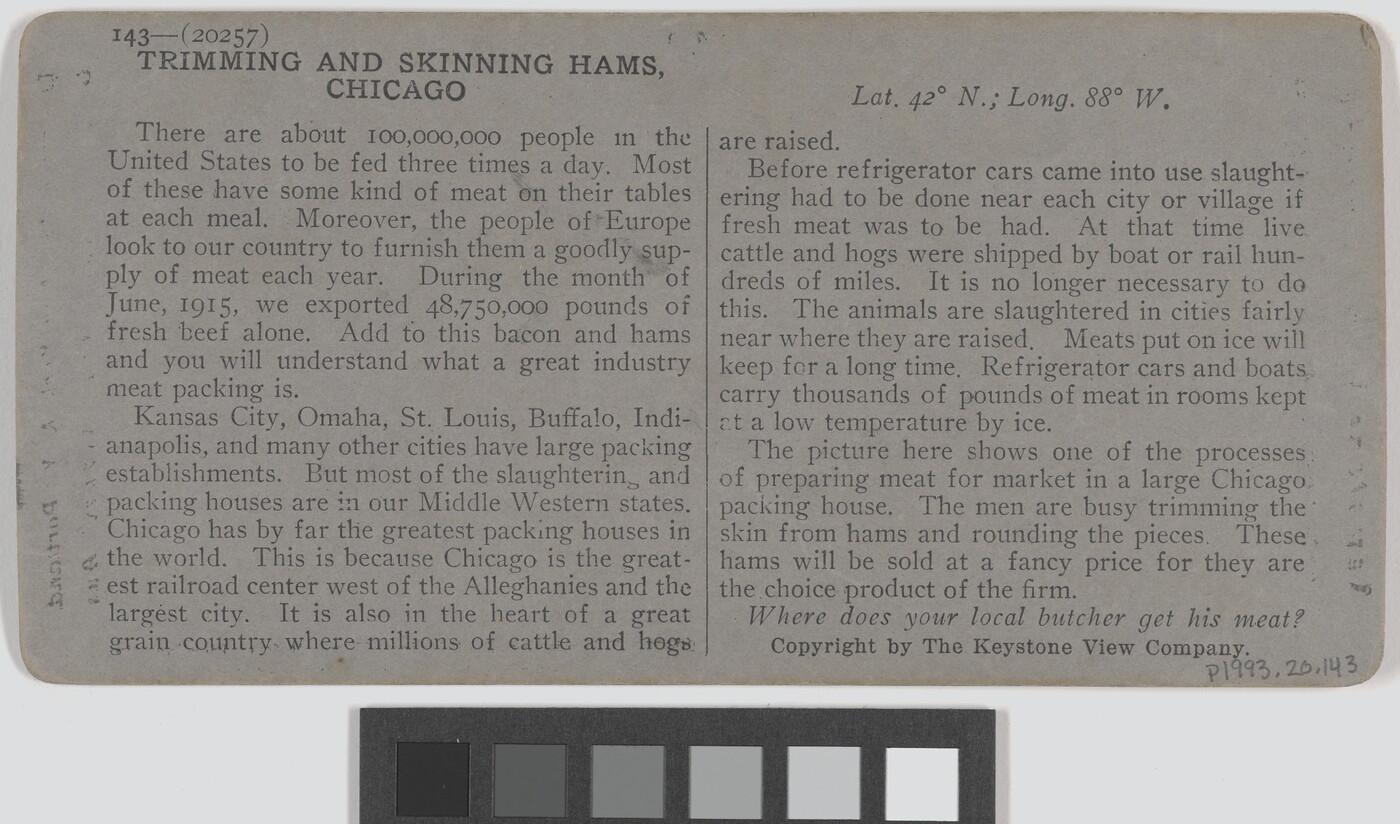 143—(20257)
TRIMMING AND SKINNING HAMS,
CHICAGO
Lat. 42° N.; Long. 88° W.
There are about 100,000,000 people in the
United States to be fed three times a day. Most
of these have some kind of meat on their tables
at each meal. Moreover, the people of Europe
look to our country to furnish them a goodly sup-
ply of meat each year. During the month of
June, 1915, we exported 48,750,000 pounds of
fresh beef alone. Add to this bacon and hams
and you will understand what a great industry
meat packing is.
Kansas City, Omaha, St. Louis, Buffalo, Indi-
anapolis, and many other cities have large packing
establishments. But most of the slaughtering and
packing houses are in our Middle Western states.
Chicago has by far the greatest packing houses in
the world. This is because Chicago is the great-
est railroad center west of the Alleghanies and the
largest city. It is also in the heart of a great
grain country where millions of cattle and hogs
are raised.
Before refrigerator cars came into use slaught-
ering had to be done near each city or village if
fresh meat was to be had. At that time live
cattle and hogs were shipped by boat or rail hun-
dreds of miles. It is no longer necessary to do
this. The animals are slaughtered in cities fairly
near where they are raised. Meats put on ice will
keep for a long time. Refrigerator cars and boats
carry thousands of pounds of meat in rooms kept
at a low temperature by ice.
The picture here shows one of the processes
of preparing meat for market in a large Chicago
packing house. The men are busy trimming the
skin from hams and rounding the pieces. These
hams will be sold at a fancy price for they are
the choice product of the firm.
Where does your local butcher get his meat?
Copyright by The Keystone View Company.
P1993.20.143